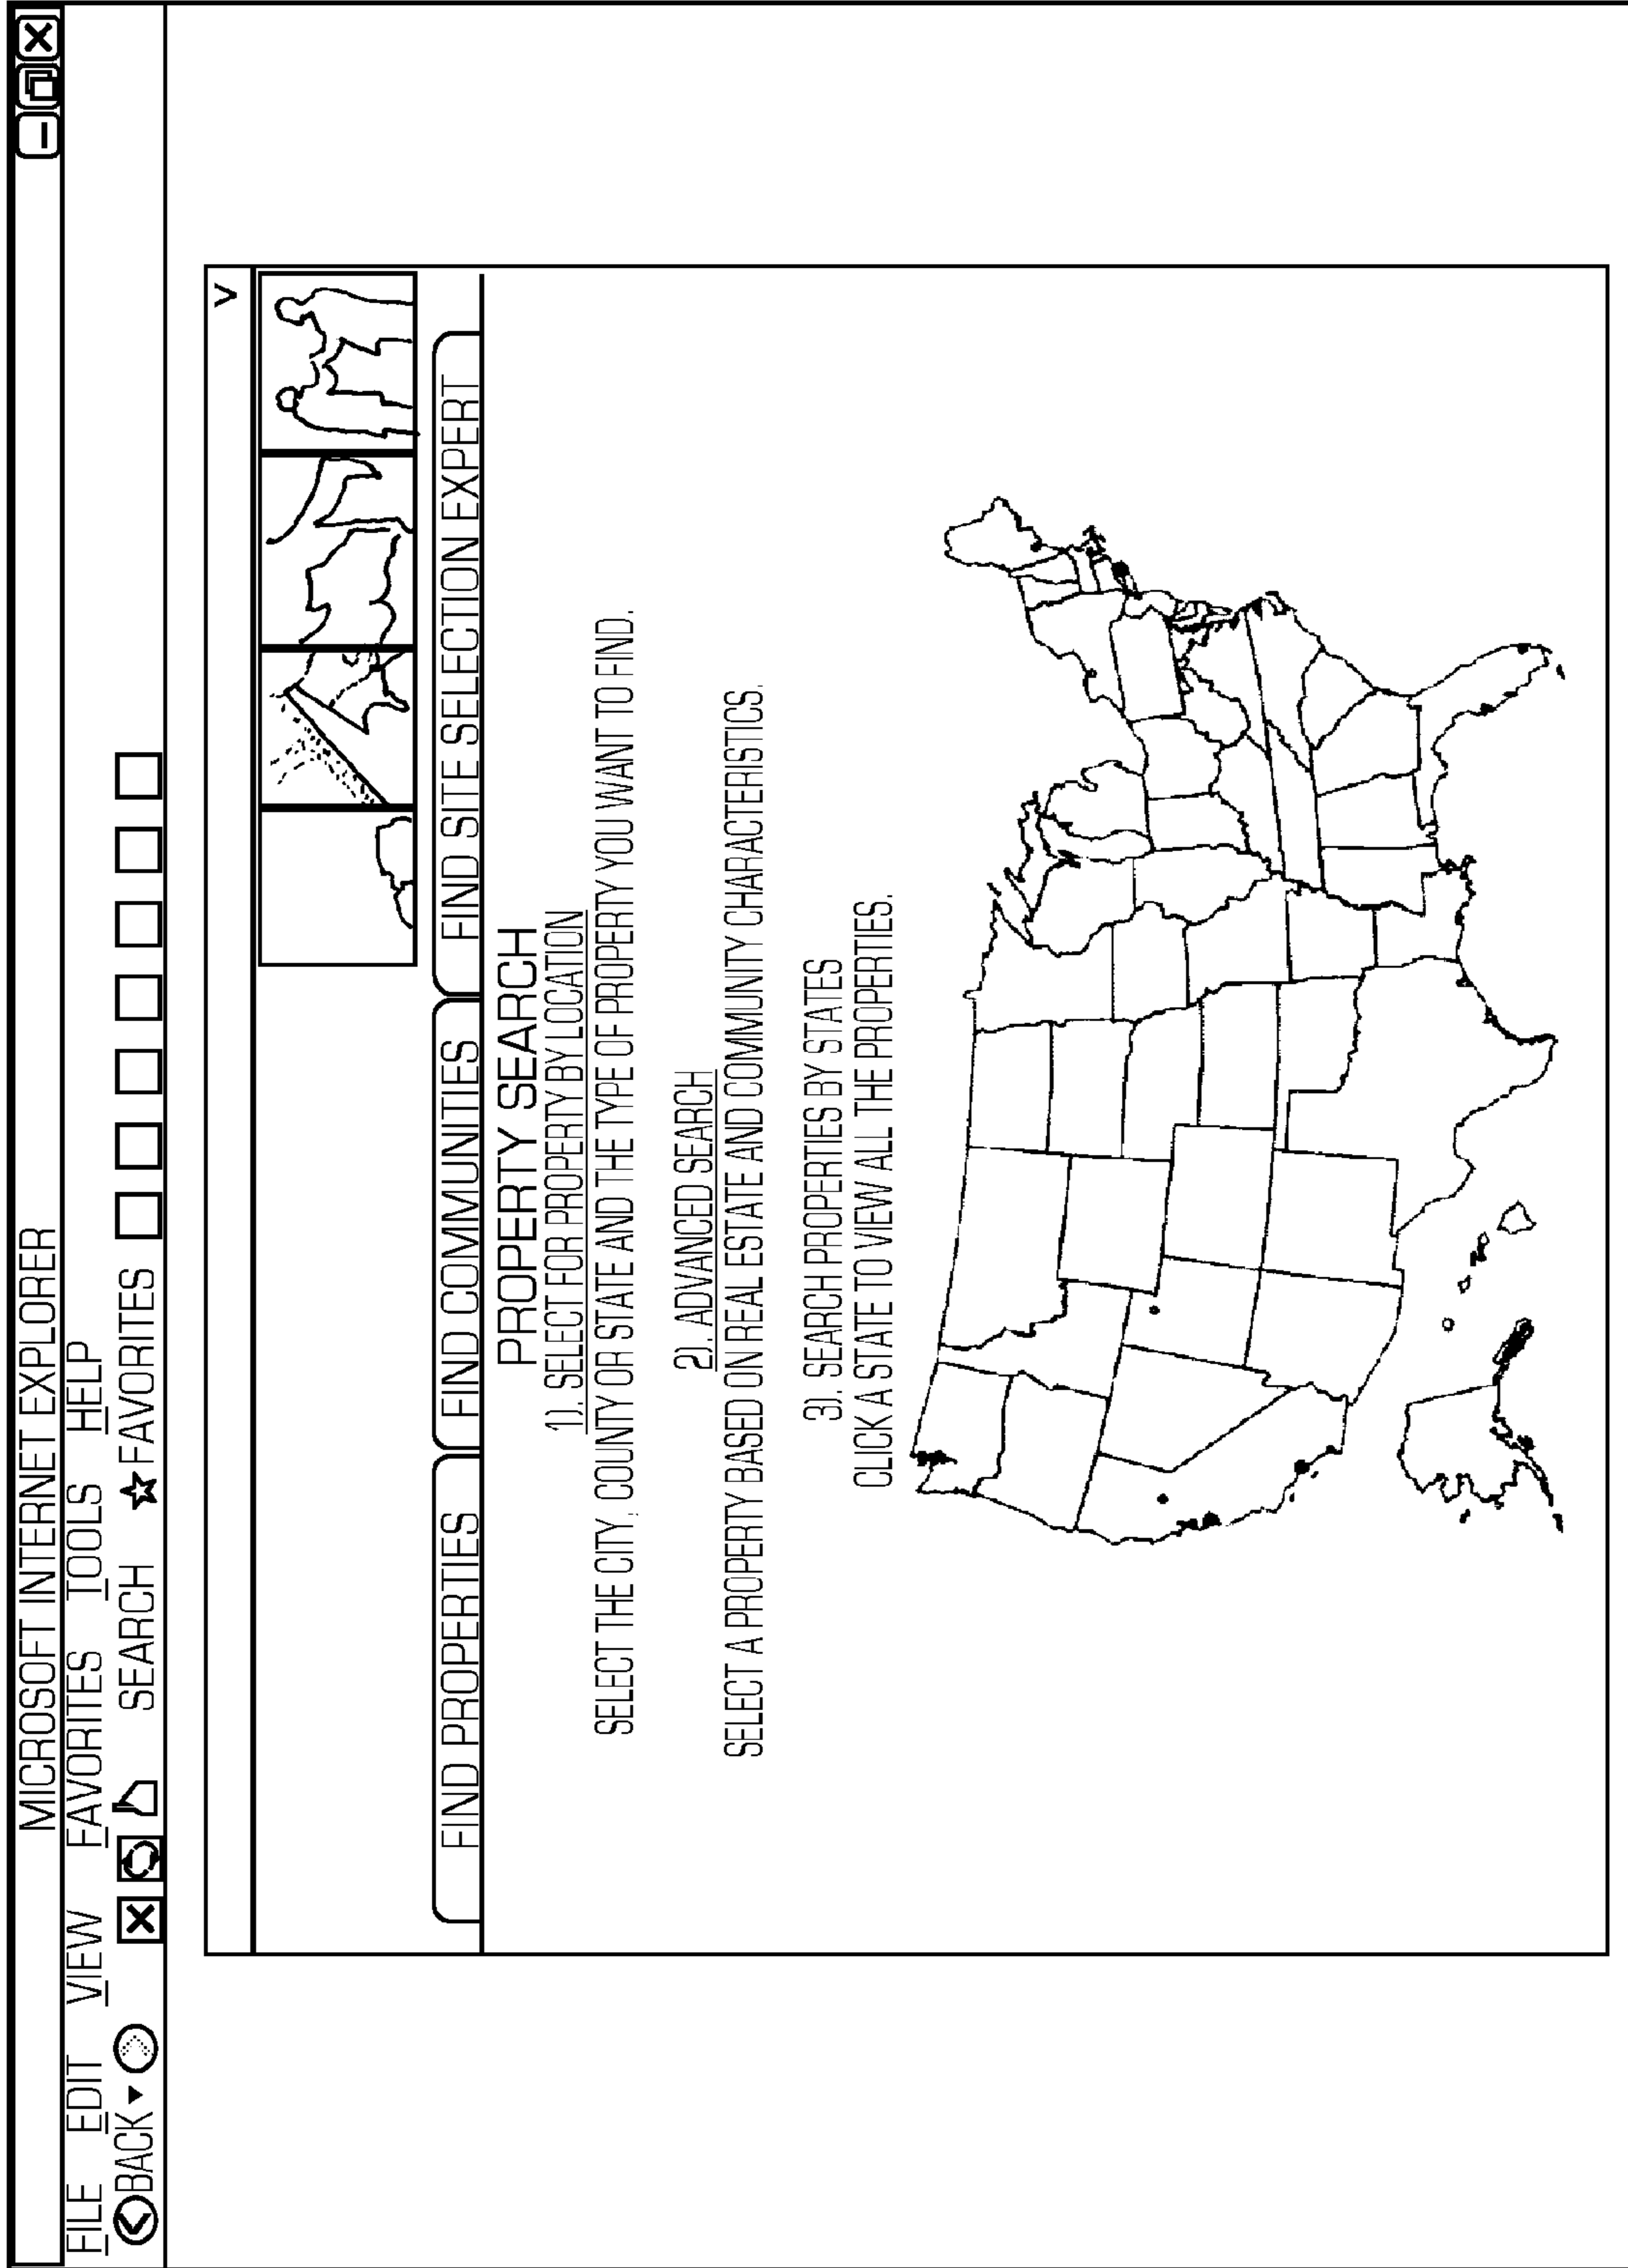 MICROSOFT INTERNET EXPLORER
FILE EDIT VIEW FAVORITES TOOLS HELP
BACK SEARCH FAVORITES
FIND PROPERTIES FIND COMMUNITIES FIND SITE SELECTION EXPERT
PROPERTY SEARCH
1). SELECT FOR PROPERTY BY LOCATION
SELECT THE CITY, COUNTY OR STATE AND THE TYPE OF PROPERTY YOU WANT TO FIND.
2). ADVANCED SEARCH
SELECT A PROPERTY BASED ON REAL ESTATE AND COMMUNITY CHARACTERISTICS.
3). SEARCH PROPERTIES BY STATES
CLICK A STATE TO VIEW ALL THE PROPERTIES.